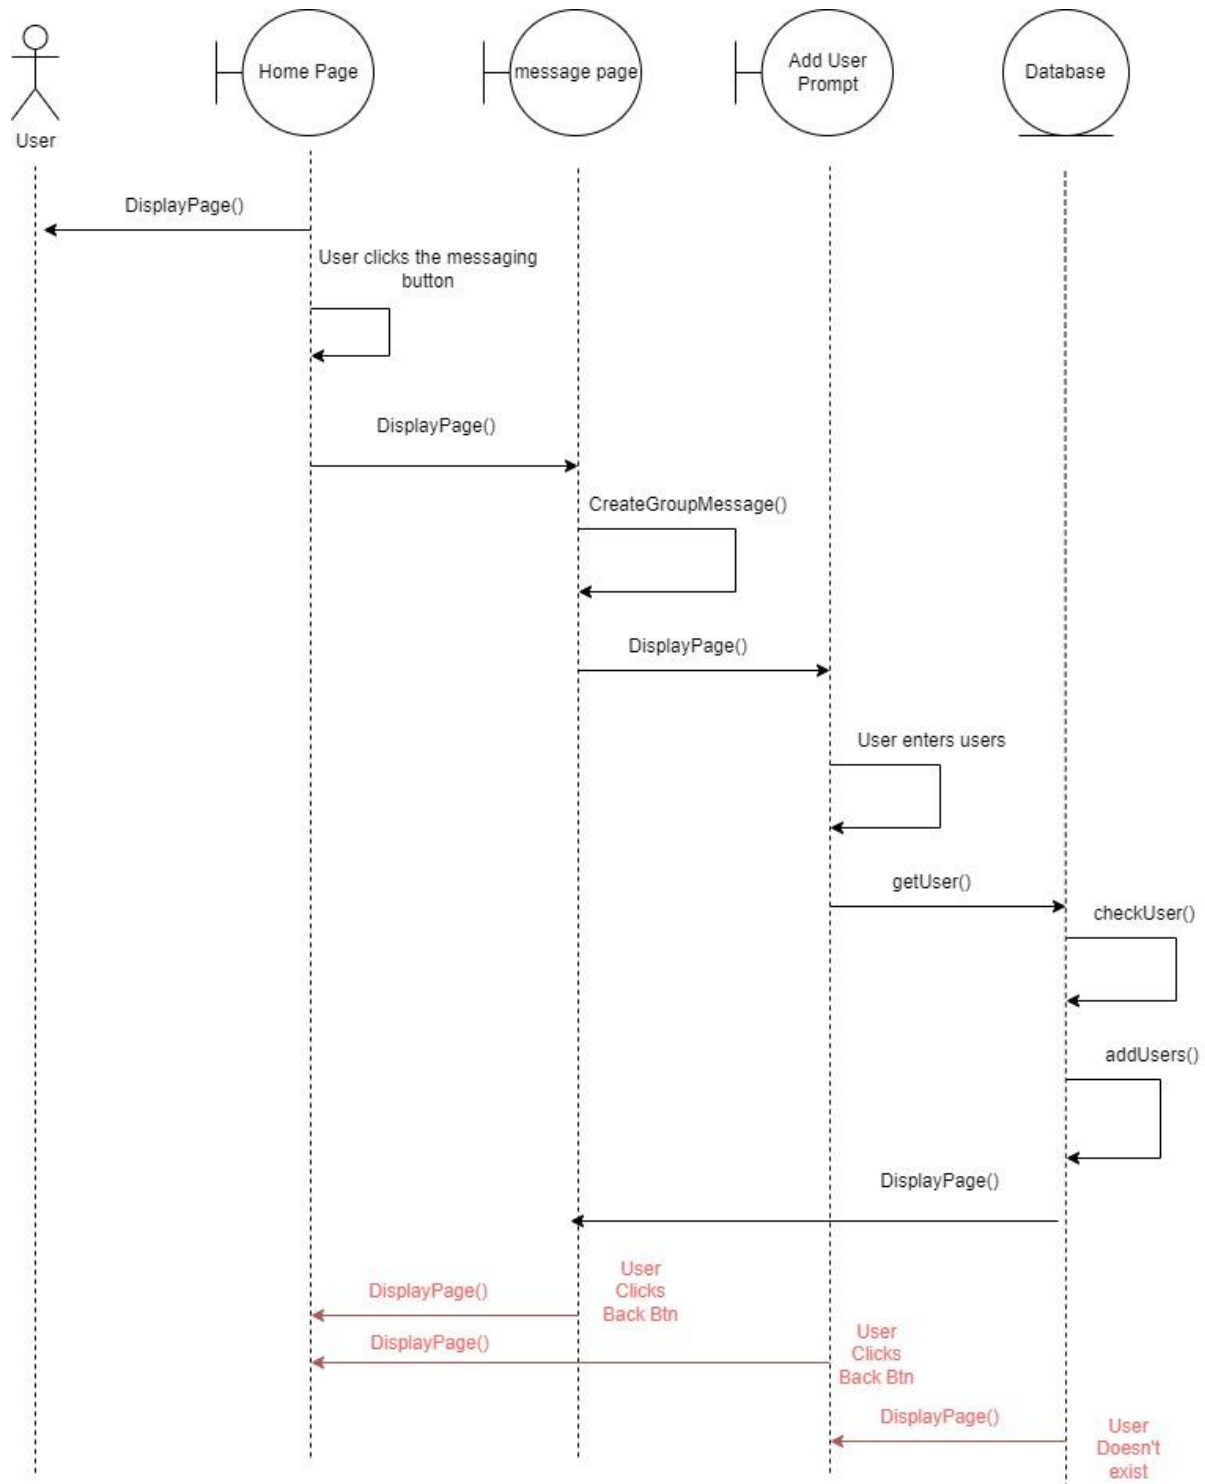 Home Page
message page
Add User
Prompt
Database
User
DisplayPage()
User clicks the messaging
button
DisplayPage()
CreateGroupMessage()
DisplayPage()
User enters users
getUser()
checkUser()
addUsers()
DisplayPage()
DisplayPage()
User
Clicks
Back Btn
DisplayPage()
User
Clicks
Back Btn
DisplayPage()
User
Doesn't
exist